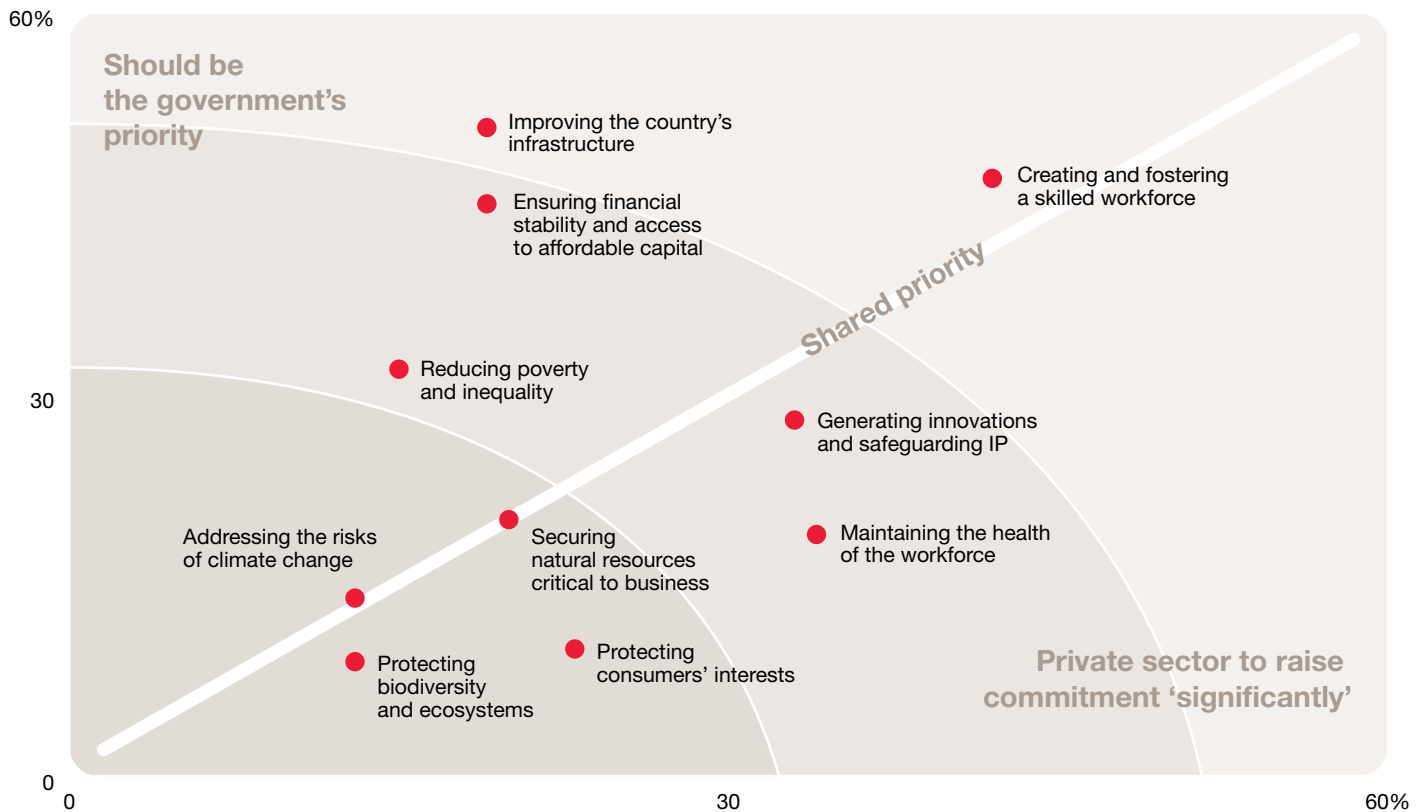 60%
Should be
the government’s
priority
Improving the country’s
infrastructure
Creating and fostering
a skilled workforce
Ensuring financial
stability and access
to affordable capital
Shared priority
Reducing poverty
and inequality
30
Generating innovations
and safeguarding IP
Addressing the risks
of climate change
Securing
natural resources
critical to business
Maintaining the health
of the workforce
Protecting
biodiversity
and ecosystems
Protecting
consumers’ interests
Private sector to raise
commitment ‘significantly’
0
0
30
60%